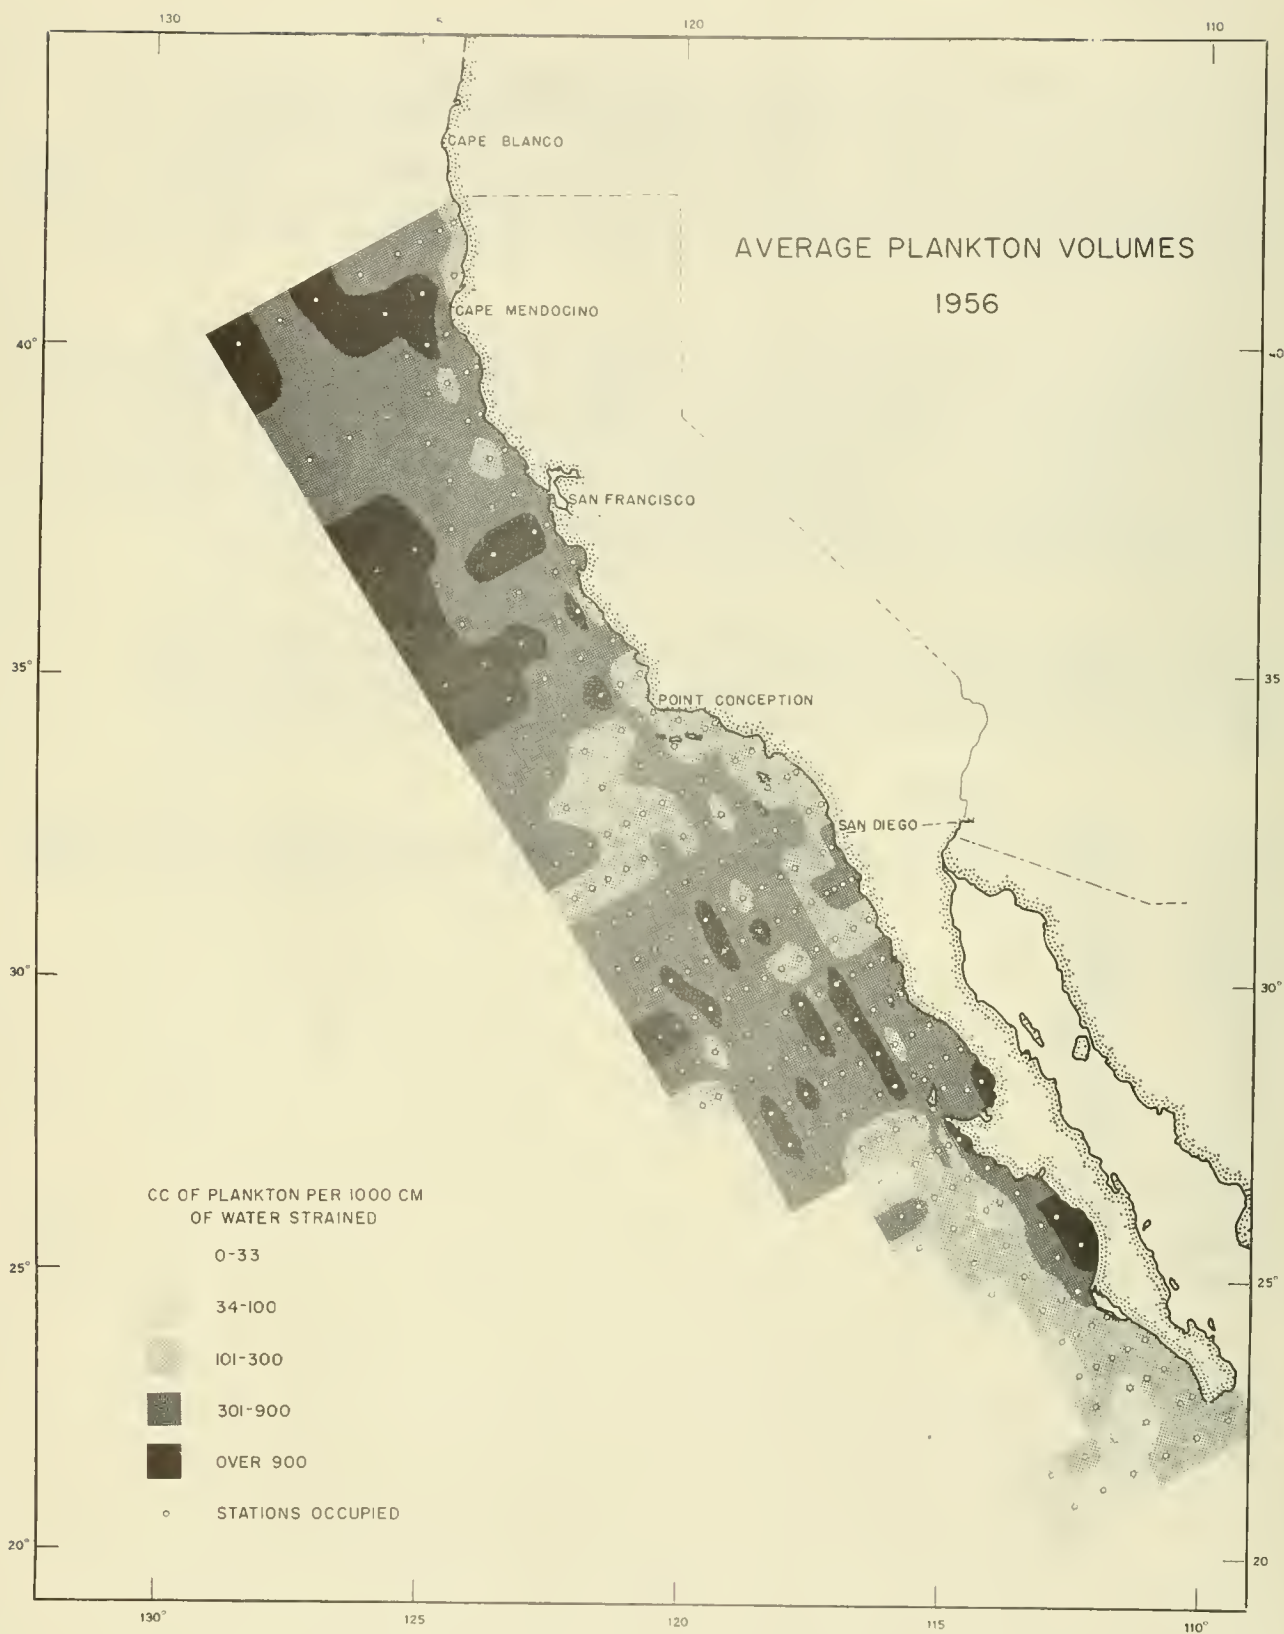 130 120 110
CAPE BLANCO
AVERAGE PLANKTON VOLUMES
1956
CAPE MENDOCINO
40° 40
SAN FRANCISCO
35° 35
POINT CONCEPTION
SAN DIEGO
30° 30°
CC OF PLANKTON PER 1000 CM
OF WATER STRAINED
0-33
25° 25°
34-100
101-300
301-900
OVER 900
STATIONS OCCUPIED
20° 20
130° 125 120 115 110°